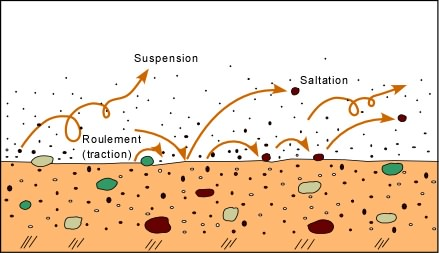 Suspension
Saltation
Roulement
(traction)